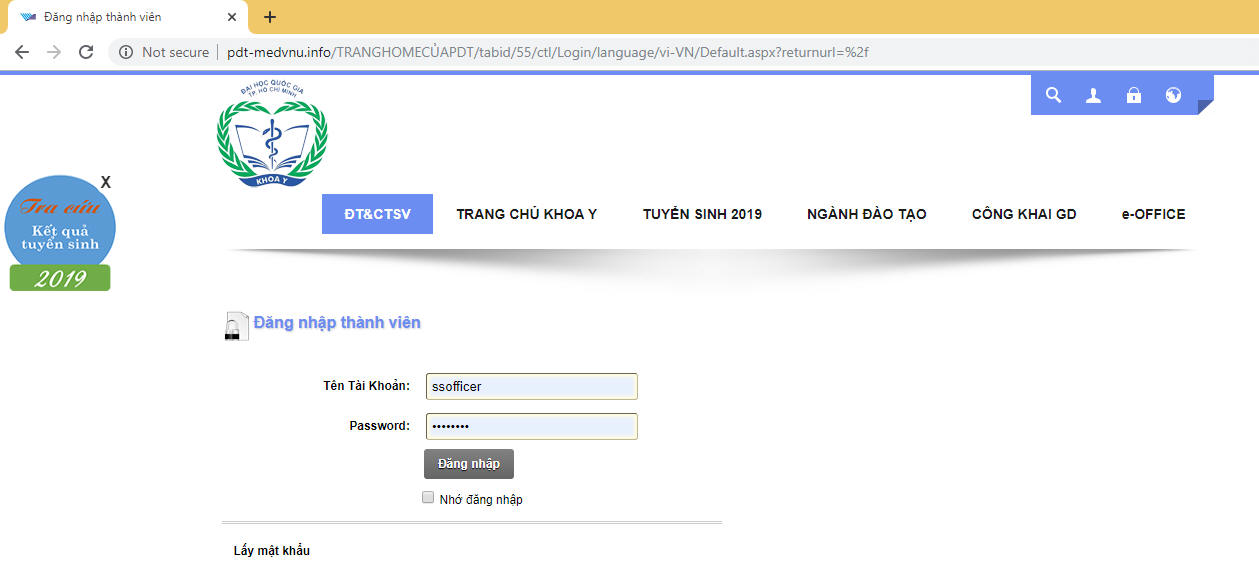 Đăng nhập thành viên
Not secure
pdt-medvnu.info/TRANGHOMECỦAPDT/tabid/55/ctl/Login/language/vi-VN/Default.aspx?returnurl=%2f
ĐẠI HỌC QUỐC GIA
TP. HỒ CHÍ MINH
KHOA Y
X
Tra cứu
Kết quả
tuyển sinh
2019
ĐT&CTSV
TRANG CHỦ KHOA Y
TUYỂN SINH 2019
NGÀNH ĐÀO TẠO
CÔNG KHAI GD
e-OFFICE
Đăng nhập thành viên
Tên Tài Khoản: ssofficer
Password: ••••••••
Đăng nhập
Nhớ đăng nhập
Lấy mật khẩu